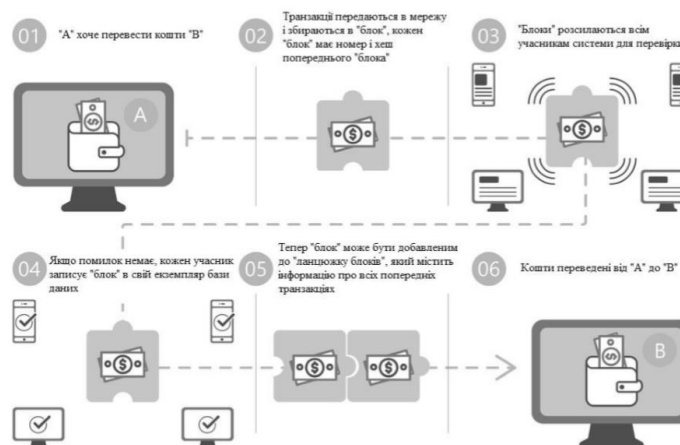 01
"А" хоче перевести кошти "В"
A
02
Транзакції передаються в мережу
і збираються в "блок", кожен
"блок" має номер і хеш
попереднього "блока"
03
"Блоки" розсилаються всім
учасникам системи для перевірки
04
Якщо помилок немає, кожен учасник
записує "блок" в свій екземпляр бази
даних
05
Тепер "блок" може бути добавленим
до "ланцюжку блоків", який містить
інформацію про всіх попередніх
транзакціях
06
Кошти переведені від "А" до "В"
B